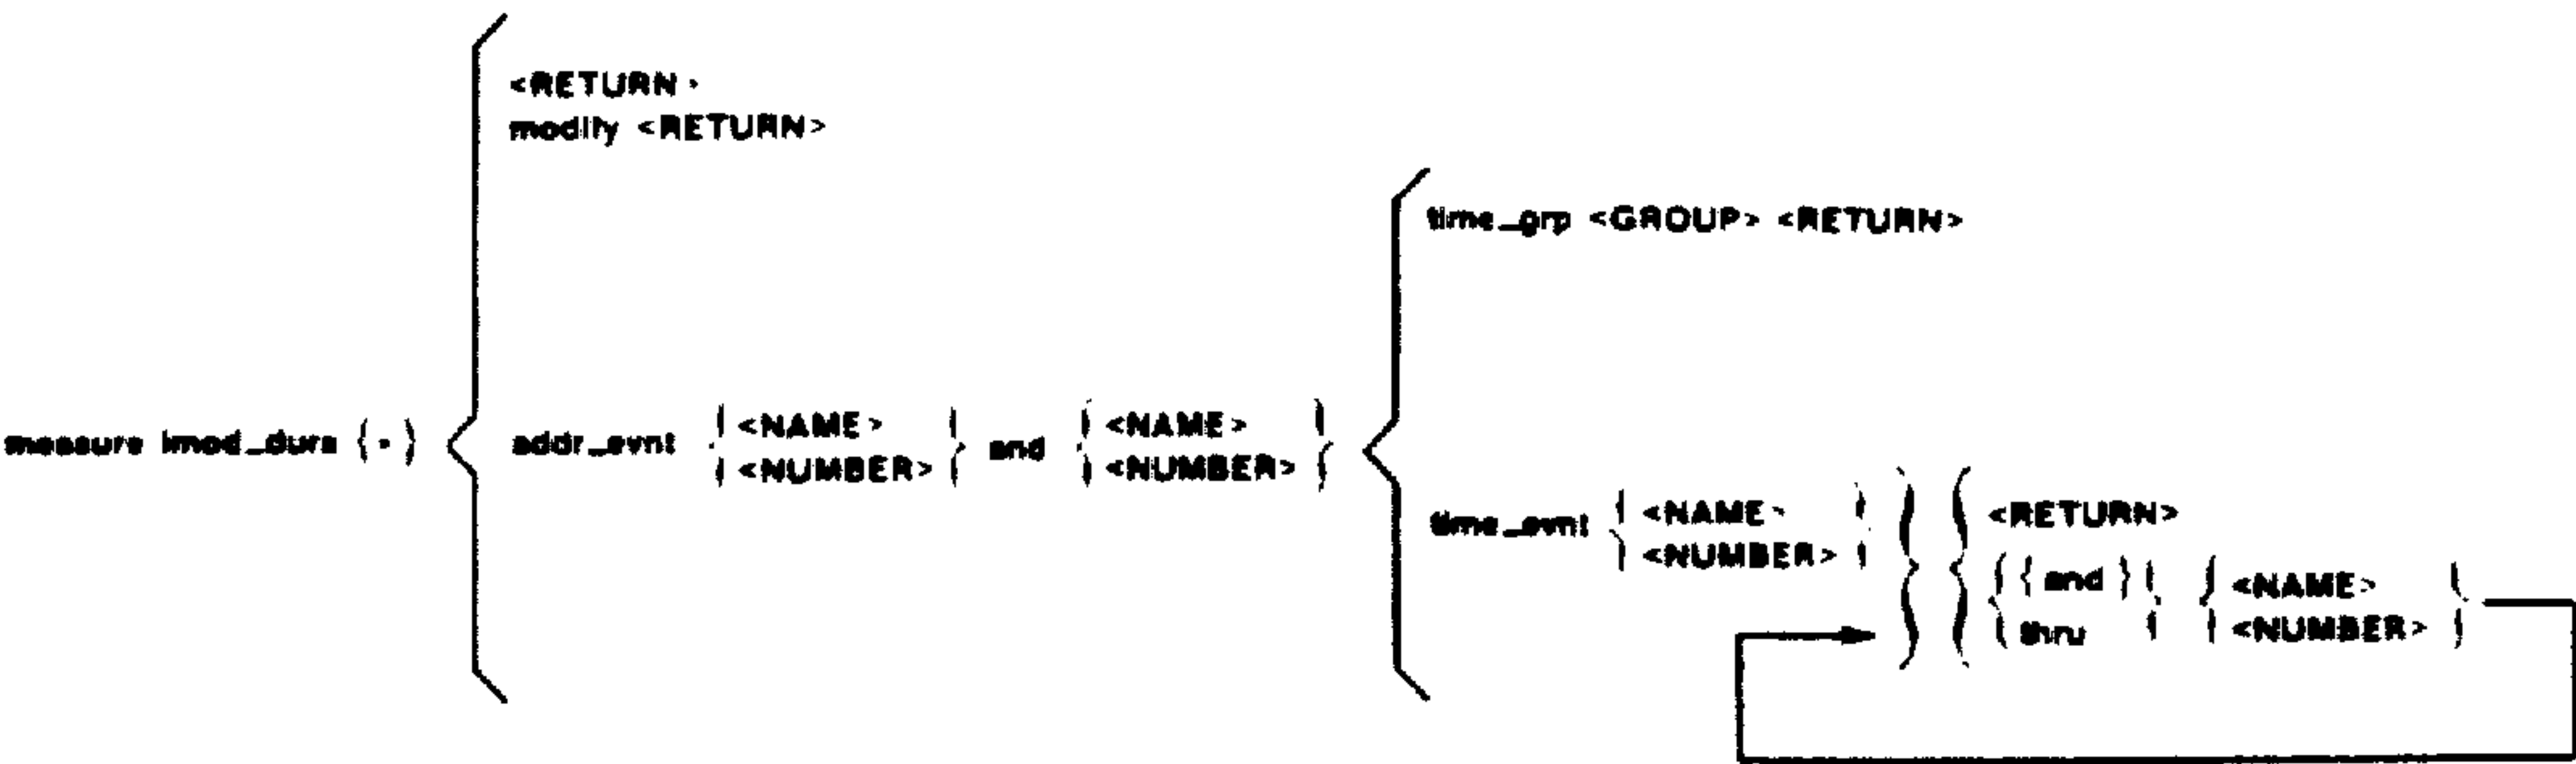 <RETURN>
modify <RETURN>
time_grp <GROUP> <RETURN>
measure imod_dura { * } addr_evnt { <NAME> <NUMBER> } and { <NAME> <NUMBER> }
time_evnt { <NAME> <NUMBER> }
<RETURN>
{ and } <NAME>
thru <NUMBER>